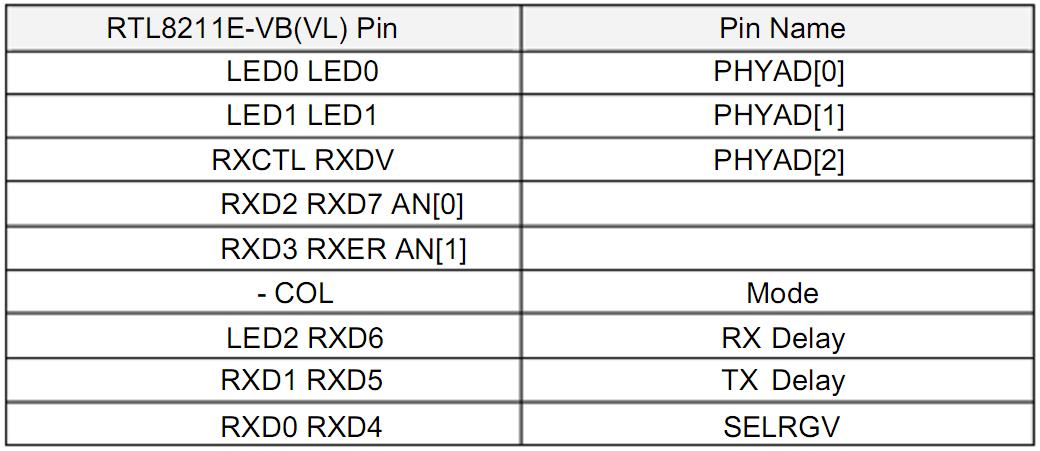 RTL8211E-VB(VL) Pin Pin Name
LED0 LED0 PHYAD[0]
LED1 LED1 PHYAD[1]
RXCTL RXDV PHYAD[2]
RXD2 RXD7 AN[0]
RXD3 RXER AN[1]
- COL Mode
LED2 RXD6 RX Delay
RXD1 RXD5 TX Delay
RXD0 RXD4 SELRGV